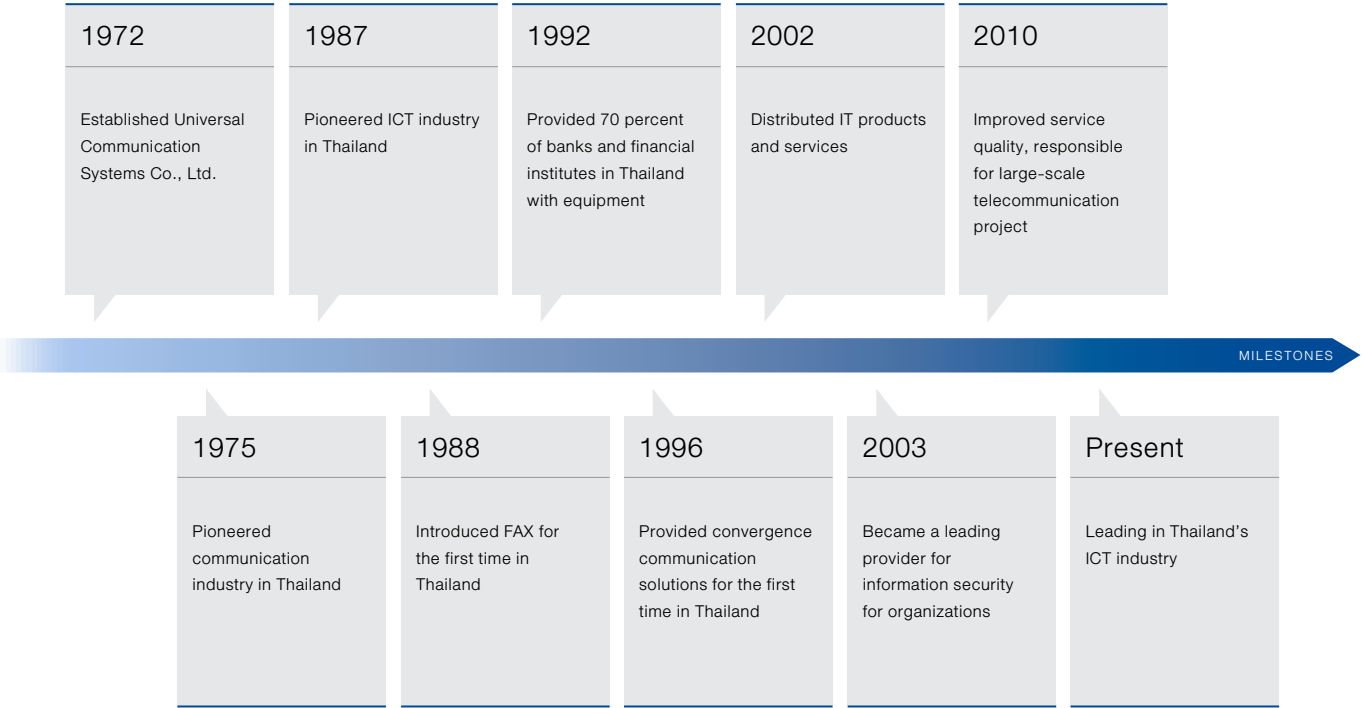 1972
Established Universal
Communication
Systems Co., Ltd.
1987
Pioneered ICT industry
in Thailand
1992
Provided 70 percent
of banks and financial
institutes in Thailand
with equipment
2002
Distributed IT products
and services
2010
Improved service
quality, responsible
for large-scale
telecommunication
project
MILESTONES
1975
Pioneered
communication
industry in Thailand
1988
Introduced FAX for
the first time in
Thailand
1996
Provided convergence
communication
solutions for the first
time in Thailand
2003
Became a leading
provider for
information security
for organizations
Present
Leading in Thailand’s
ICT industry